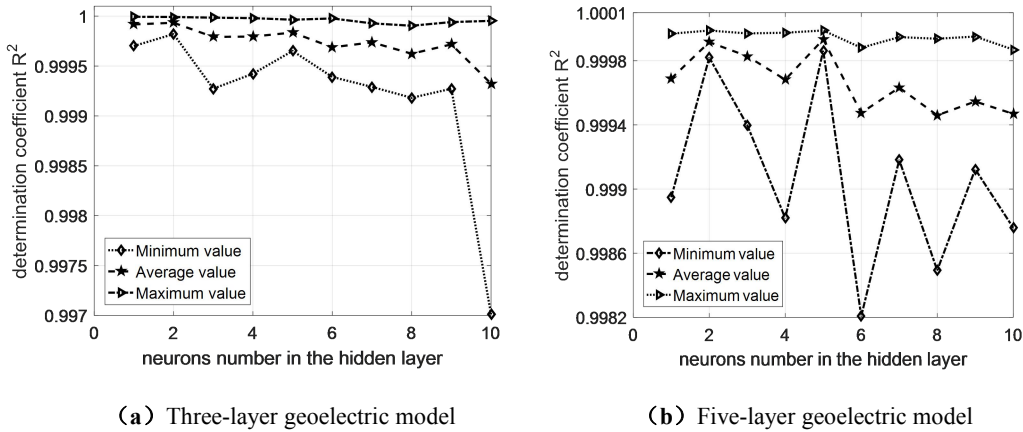 determination coefficient R²
1
0.9995
0.999
0.9985
0.998
0.9975
0.997
0 2 4 6 8 10
neurons number in the hidden layer
Minimum value
Average value
Maximum value
(a) Three-layer geoelectric model
determination coefficient R²
1.0001
0.9998
0.9994
0.999
0.9986
0.9982
0 2 4 6 8 10
neurons number in the hidden layer
Minimum value
Average value
Maximum value
(b) Five-layer geoelectric model